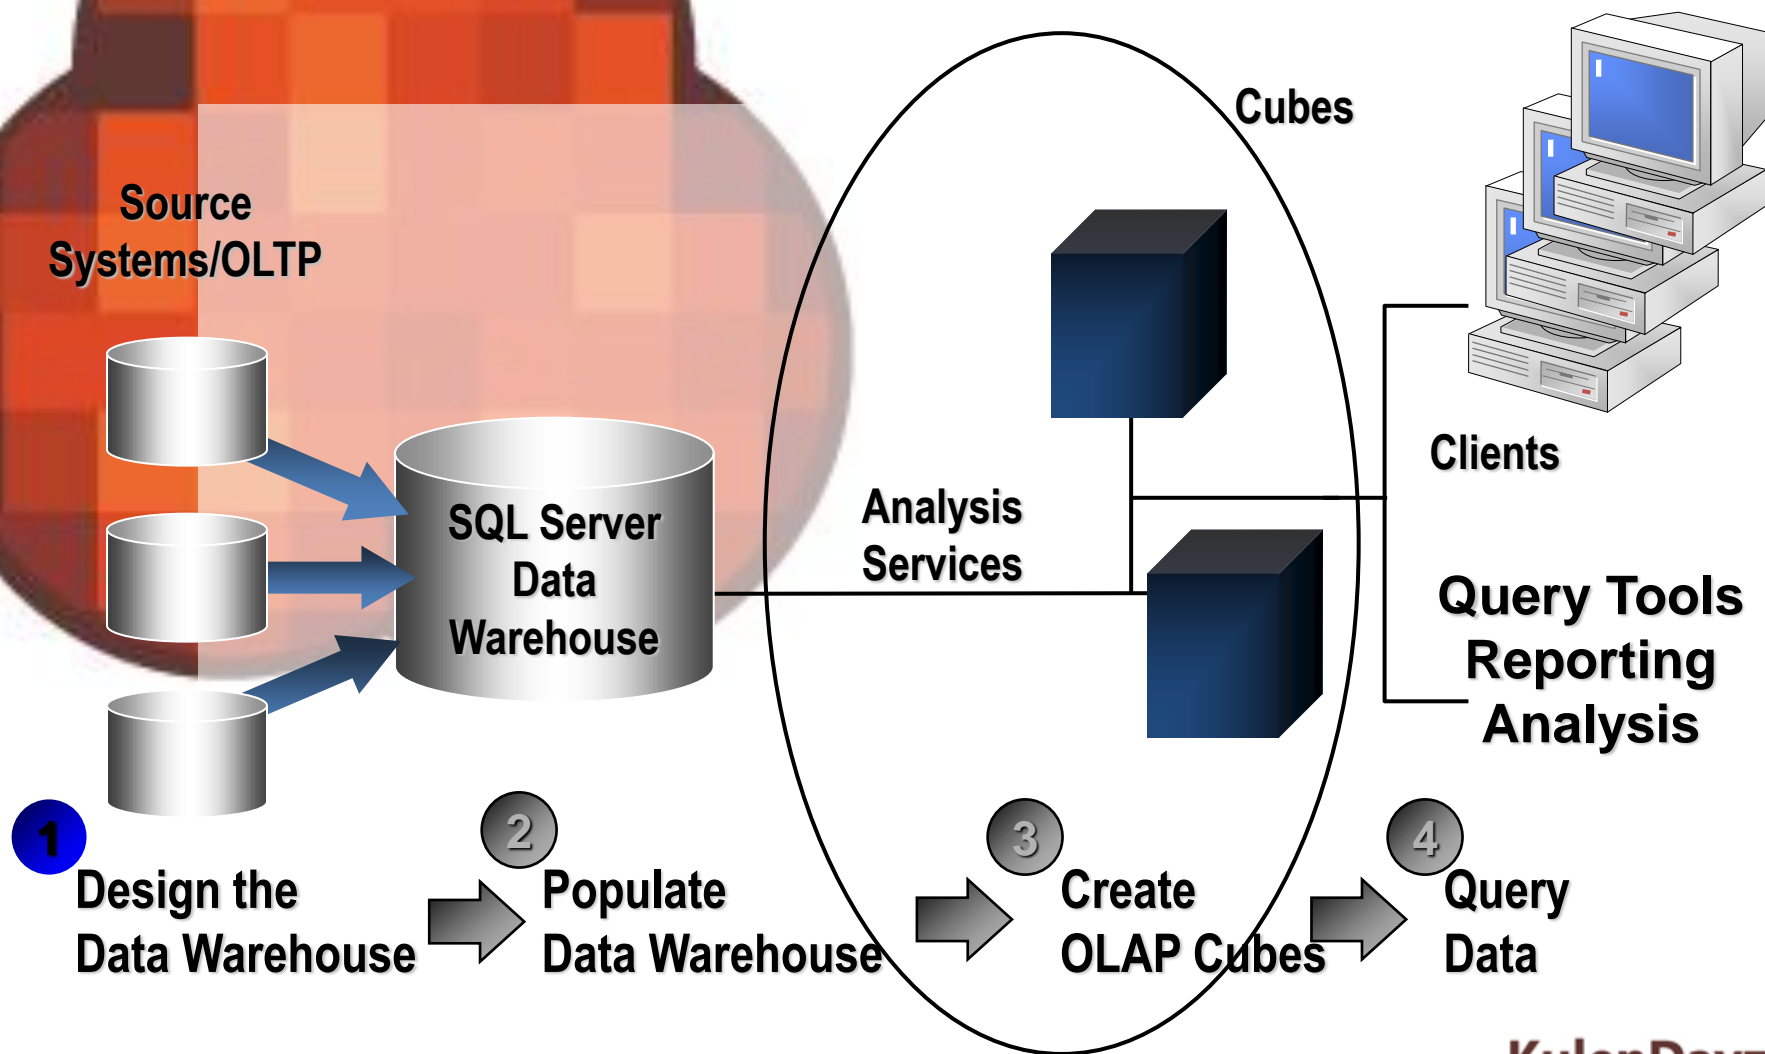 Cubes
Source
Systems/OLTP
Clients
SQL Server
Data
Warehouse
Analysis
Services
Query Tools
Reporting
Analysis
1
Design the
Data Warehouse
2
Populate
Data Warehouse
3
Create
OLAP Cubes
4
Query
Data